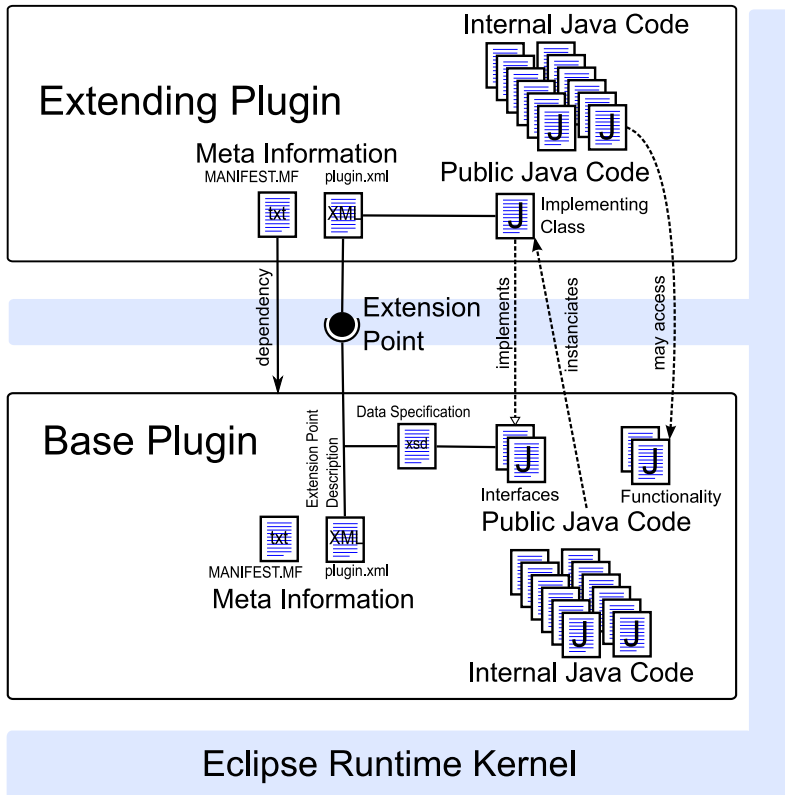 Internal Java Code
Extending Plugin
J
J
Meta Information
MANIFEST.MF
plugin.xml
Public Java Code
txt
XML
J
Implementing
Class
dependency
Extension
Point
implements
instanciates
may access
Base Plugin
Extension Point
Description
Data Specification
xsd
J
Interfaces
J
Functionality
Public Java Code
txt
XML
MANIFEST.MF
plugin.xml
Meta Information
J
J
Internal Java Code
Eclipse Runtime Kernel